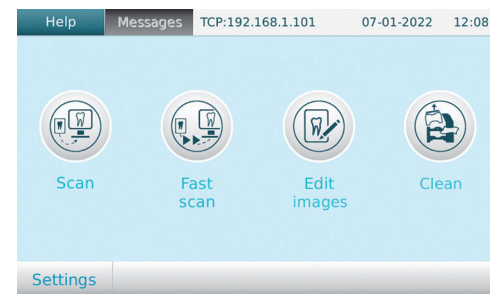 Help Messages TCP:192.168.1.101 07-01-2022 12:08
Scan Fast scan Edit images Clean
Settings